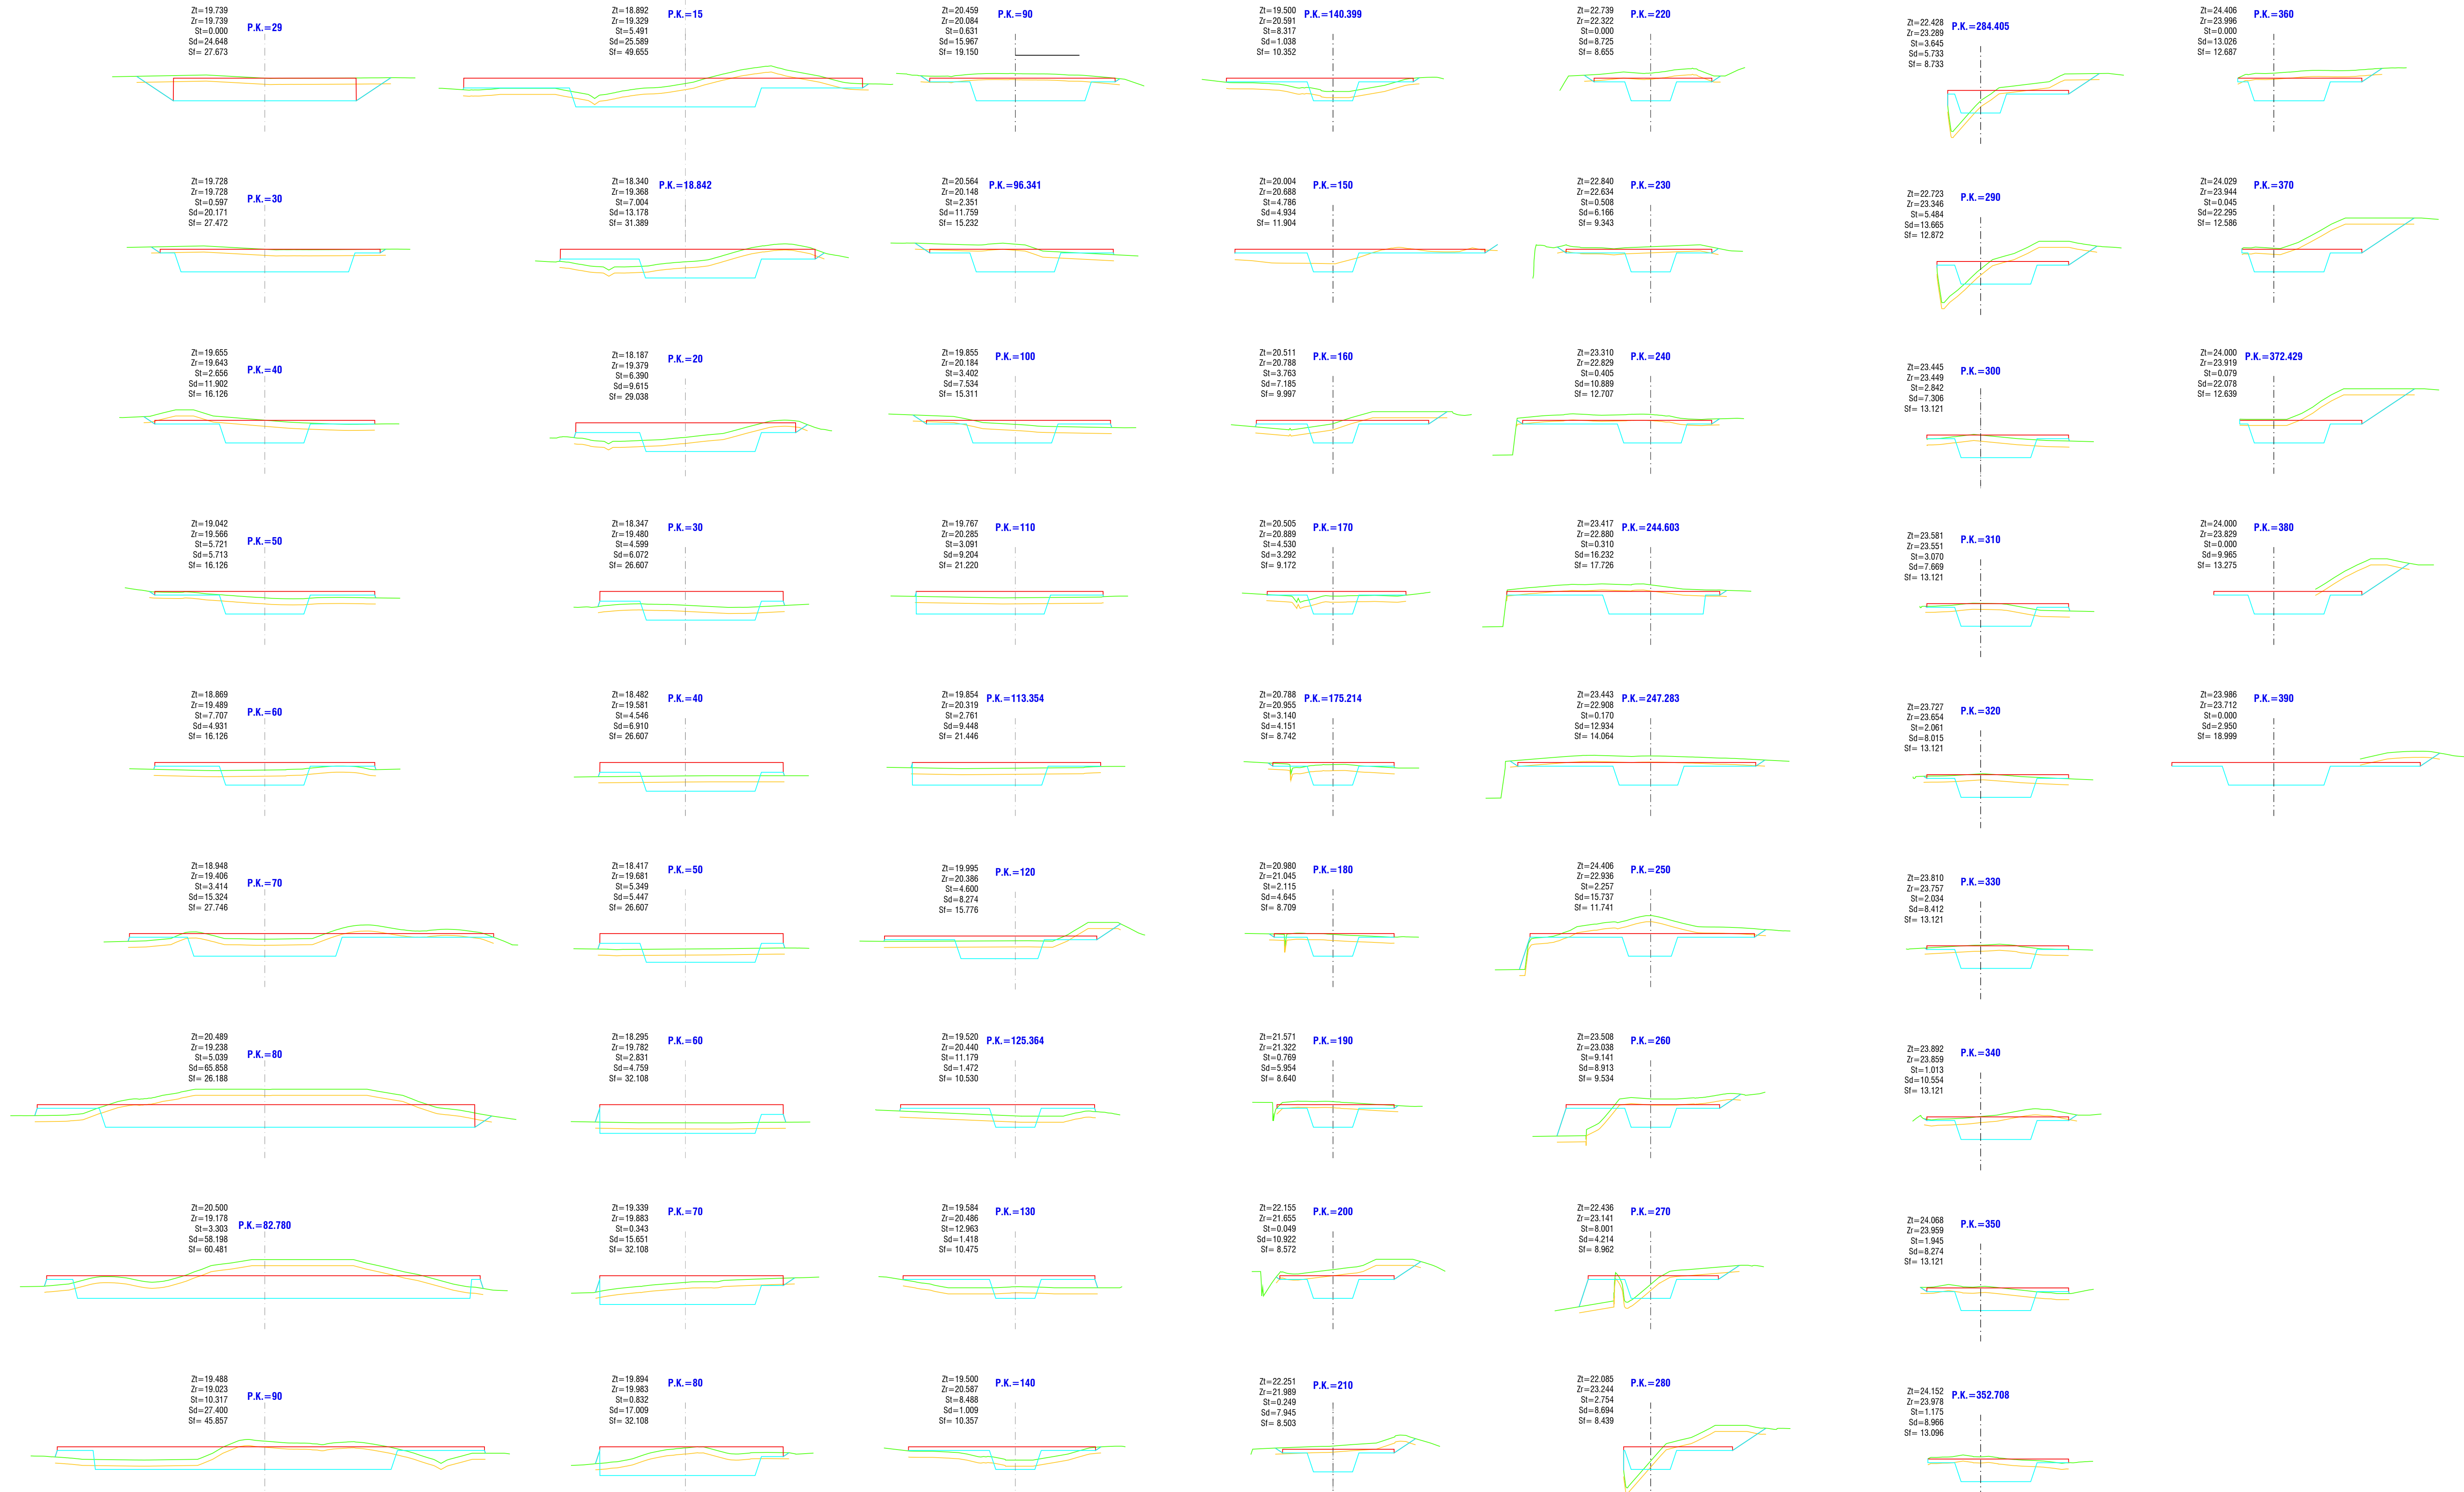 Zt=19.739
Zr=19.739
St=0.000
Sd=24.648
Sf= 27.673
P.K.=29
Zt=19.728
Zr=19.728
St=0.597
Sd=20.171
Sf= 27.472
P.K.=30
Zt=19.655
Zr=19.643
St=2.656
Sd=11.902
Sf= 16.126
P.K.=40
Zt=19.042
Zr=19.566
St=5.721
Sd=5.713
Sf= 16.126
P.K.=50
Zt=18.869
Zr=19.489
St=7.707
Sd=4.931
Sf= 16.126
P.K.=60
Zt=18.948
Zr=19.406
St=3.414
Sd=15.324
Sf= 27.746
P.K.=70
Zt=20.489
Zr=19.238
St=5.039
Sd=65.858
Sf= 26.188
P.K.=80
Zt=20.500
Zr=19.178
St=3.303
Sd=58.198
Sf= 60.481
P.K.=82.780
Zt=19.488
Zr=19.023
St=10.317
Sd=27.400
Sf= 45.857
P.K.=90
Zt=18.892
Zr=19.329
St=5.491
Sd=25.589
Sf= 49.655
P.K.=15
Zt=18.340
Zr=19.368
St=7.004
Sd=13.178
Sf= 31.389
P.K.=18.842
Zt=18.187
Zr=19.379
St=6.390
Sd=9.615
Sf= 29.038
P.K.=20
Zt=18.347
Zr=19.480
St=4.599
Sd=6.072
Sf= 26.607
P.K.=30
Zt=18.482
Zr=19.581
St=4.546
Sd=6.910
Sf= 26.607
P.K.=40
Zt=18.417
Zr=19.681
St=5.349
Sd=5.447
Sf= 26.607
P.K.=50
Zt=18.295
Zr=19.782
St=2.831
Sd=4.759
Sf= 32.108
P.K.=60
Zt=19.339
Zr=19.883
St=0.343
Sd=15.651
Sf= 32.108
P.K.=70
Zt=19.894
Zr=19.983
St=0.832
Sd=17.009
Sf= 32.108
P.K.=80
Zt=20.459
Zr=20.084
St=0.631
Sd=15.967
Sf= 19.150
P.K.=90
Zt=20.564
Zr=20.148
St=2.351
Sd=11.759
Sf= 15.232
P.K.=96.341
Zt=19.855
Zr=20.184
St=3.402
Sd=7.534
Sf= 15.311
P.K.=100
Zt=19.767
Zr=20.285
St=3.091
Sd=9.204
Sf= 21.220
P.K.=110
Zt=19.854
Zr=20.319
St=2.761
Sd=9.448
Sf= 21.446
P.K.=113.354
Zt=19.995
Zr=20.386
St=4.600
Sd=8.274
Sf= 15.776
P.K.=120
Zt=19.520
Zr=20.440
St=11.179
Sd=1.472
Sf= 10.530
P.K.=125.364
Zt=19.584
Zr=20.486
St=12.963
Sd=1.418
Sf= 10.475
P.K.=130
Zt=19.500
Zr=20.587
St=8.488
Sd=1.009
Sf= 10.357
P.K.=140
Zt=19.500
Zr=20.591
St=8.317
Sd=1.038
Sf= 10.352
P.K.=140.399
Zt=20.004
Zr=20.688
St=4.786
Sd=4.934
Sf= 11.904
P.K.=150
Zt=20.511
Zr=20.788
St=3.763
Sd=7.185
Sf= 9.997
P.K.=160
Zt=20.505
Zr=20.889
St=4.530
Sd=3.292
Sf= 9.172
P.K.=170
Zt=20.788
Zr=20.955
St=3.140
Sd=4.151
Sf= 8.742
P.K.=175.214
Zt=20.980
Zr=21.045
St=2.115
Sd=4.645
Sf= 8.709
P.K.=180
Zt=21.571
Zr=21.322
St=0.769
Sd=5.954
Sf= 8.640
P.K.=190
Zt=22.155
Zr=21.655
St=0.049
Sd=10.922
Sf= 8.572
P.K.=200
Zt=22.251
Zr=21.989
St=0.249
Sd=7.945
Sf= 8.503
P.K.=210
Zt=22.739
Zr=22.322
St=0.000
Sd=8.725
Sf= 8.655
P.K.=220
Zt=22.840
Zr=22.634
St=0.508
Sd=6.166
Sf= 9.343
P.K.=230
Zt=23.310
Zr=22.829
St=0.405
Sd=10.889
Sf= 12.707
P.K.=240
Zt=23.417
Zr=22.880
St=0.310
Sd=16.232
Sf= 17.726
P.K.=244.603
Zt=23.443
Zr=22.908
St=0.170
Sd=12.934
Sf= 14.064
P.K.=247.283
Zt=24.406
Zr=22.936
St=2.257
Sd=15.737
Sf= 11.741
P.K.=250
Zt=23.508
Zr=23.038
St=9.141
Sd=8.913
Sf= 9.534
P.K.=260
Zt=22.436
Zr=23.141
St=8.001
Sd=4.214
Sf= 8.962
P.K.=270
Zt=22.085
Zr=23.244
St=2.754
Sd=8.694
Sf= 8.439
P.K.=280
Zt=22.428
Zr=23.289
St=3.645
Sd=5.733
Sf= 8.733
P.K.=284.405
Zt=22.723
Zr=23.346
St=5.484
Sd=13.665
Sf= 12.872
P.K.=290
Zt=23.445
Zr=23.449
St=2.842
Sd=7.306
Sf= 13.121
P.K.=300
Zt=23.581
Zr=23.551
St=3.070
Sd=7.669
Sf= 13.121
P.K.=310
Zt=23.727
Zr=23.654
St=2.061
Sd=8.015
Sf= 13.121
P.K.=320
Zt=23.810
Zr=23.757
St=2.034
Sd=8.412
Sf= 13.121
P.K.=330
Zt=23.892
Zr=23.859
St=1.013
Sd=10.554
Sf= 13.121
P.K.=340
Zt=24.068
Zr=23.959
St=1.945
Sd=8.274
Sf= 13.121
P.K.=350
Zt=24.152
Zr=23.978
St=1.175
Sd=8.966
Sf= 13.096
P.K.=352.708
Zt=24.406
Zr=23.996
St=0.000
Sd=13.026
Sf= 12.687
P.K.=360
Zt=24.029
Zr=23.944
St=0.045
Sd=22.295
Sf= 12.586
P.K.=370
Zt=24.000
Zr=23.919
St=0.079
Sd=22.078
Sf= 12.639
P.K.=372.429
Zt=24.000
Zr=23.829
St=0.000
Sd=9.965
Sf= 13.275
P.K.=380
Zt=23.986
Zr=23.712
St=0.000
Sd=2.950
Sf= 18.999
P.K.=390